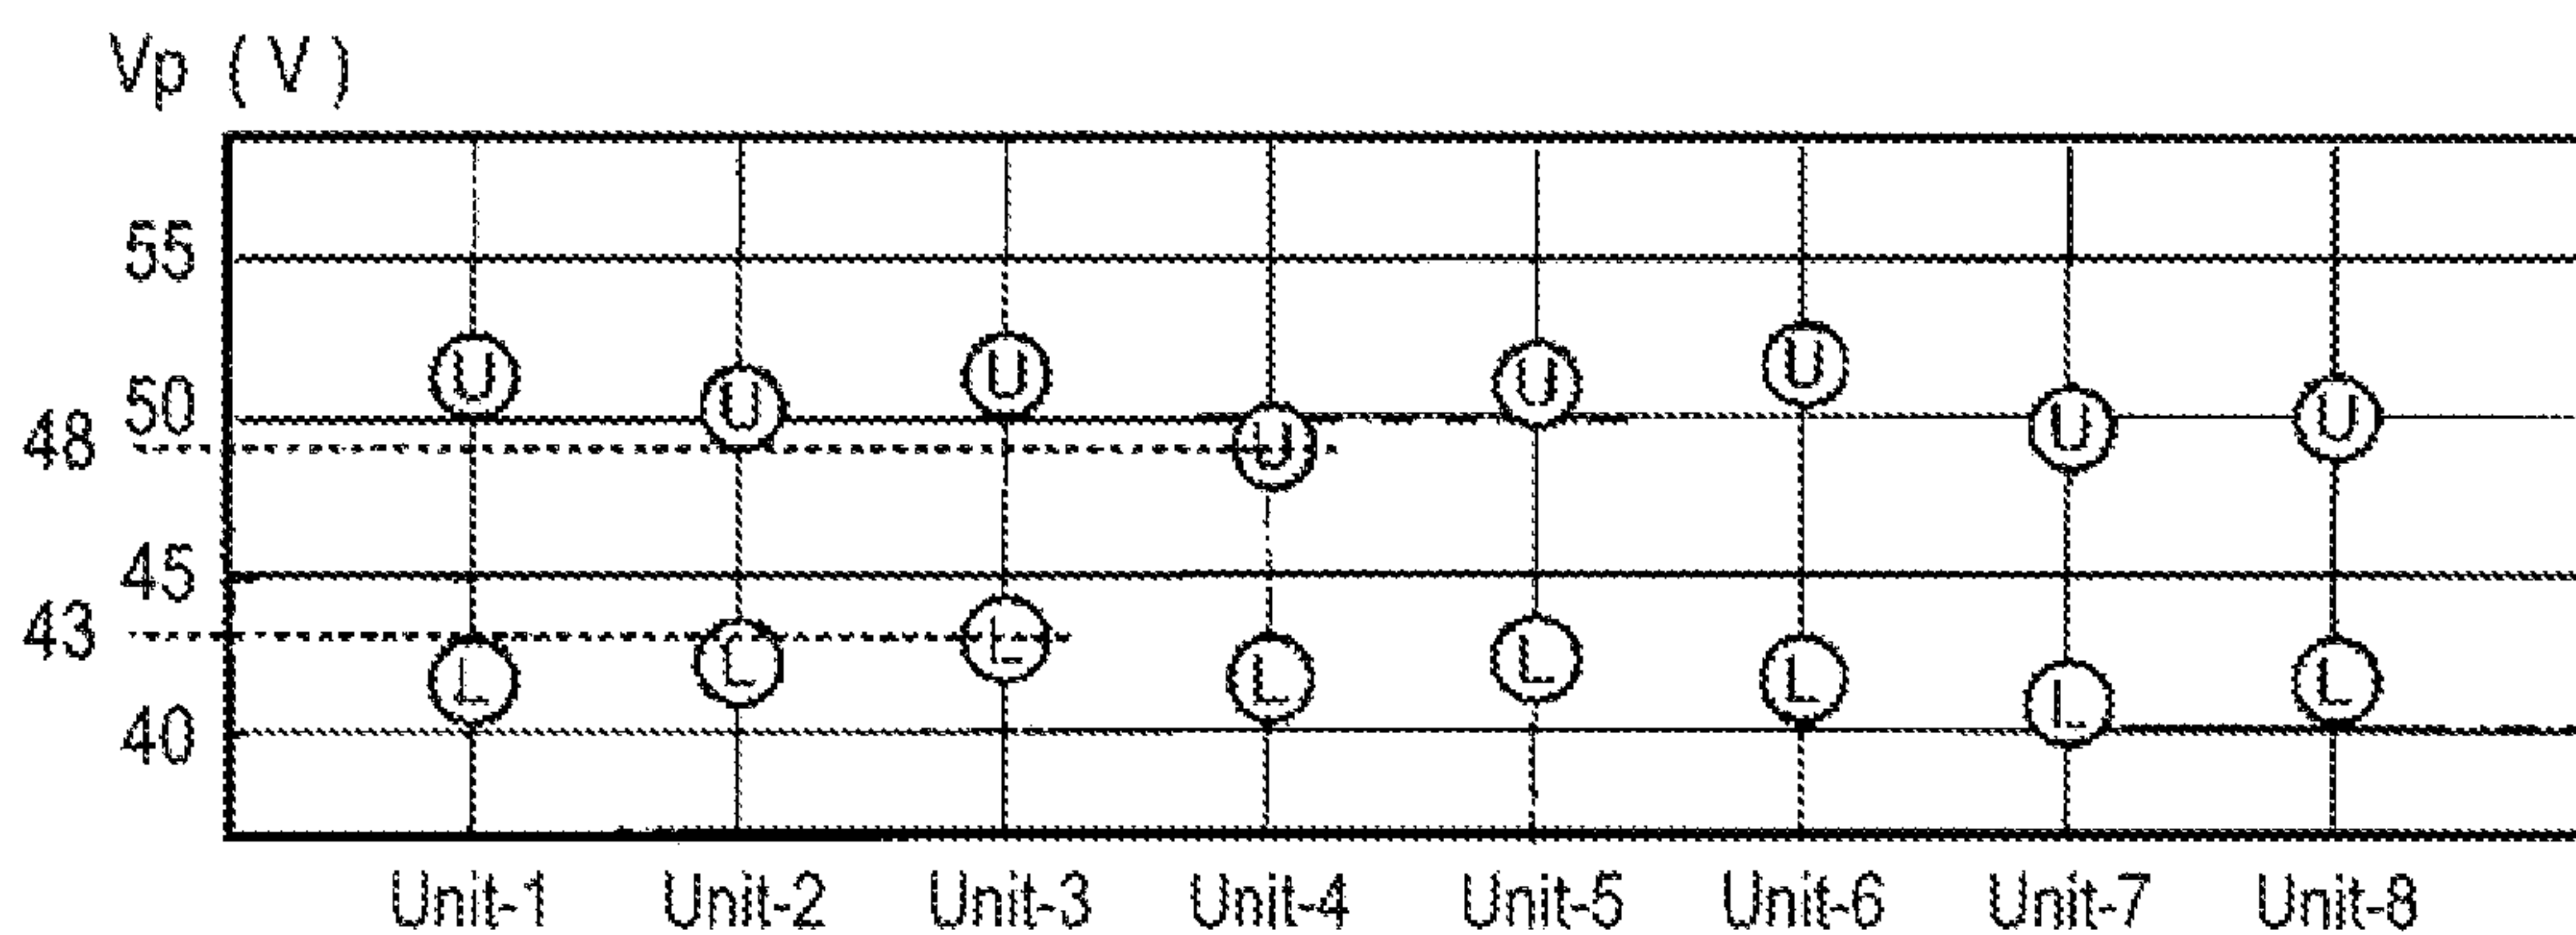 Vp (V)
55
U U U U U U U U
50
48
45
43
L L L L L L L L
40
Unit-1 Unit-2 Unit-3 Unit-4 Unit-5 Unit-6 Unit-7 Unit-8